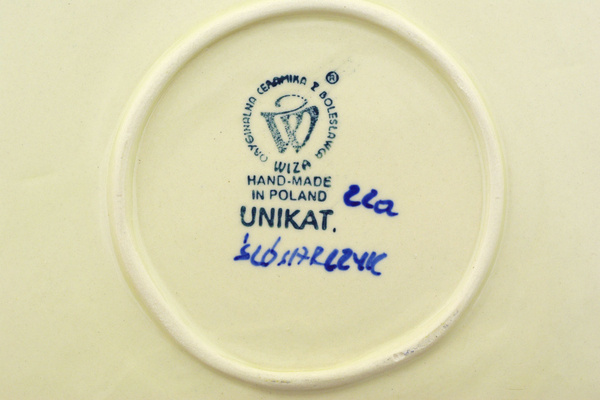 ORYGINALNA CERAMIKA Z BOLESŁAWCA ®
W
WIZA
HAND-MADE
IN POLAND
22a
UNIKAT.
ŚLÓSARCZYK